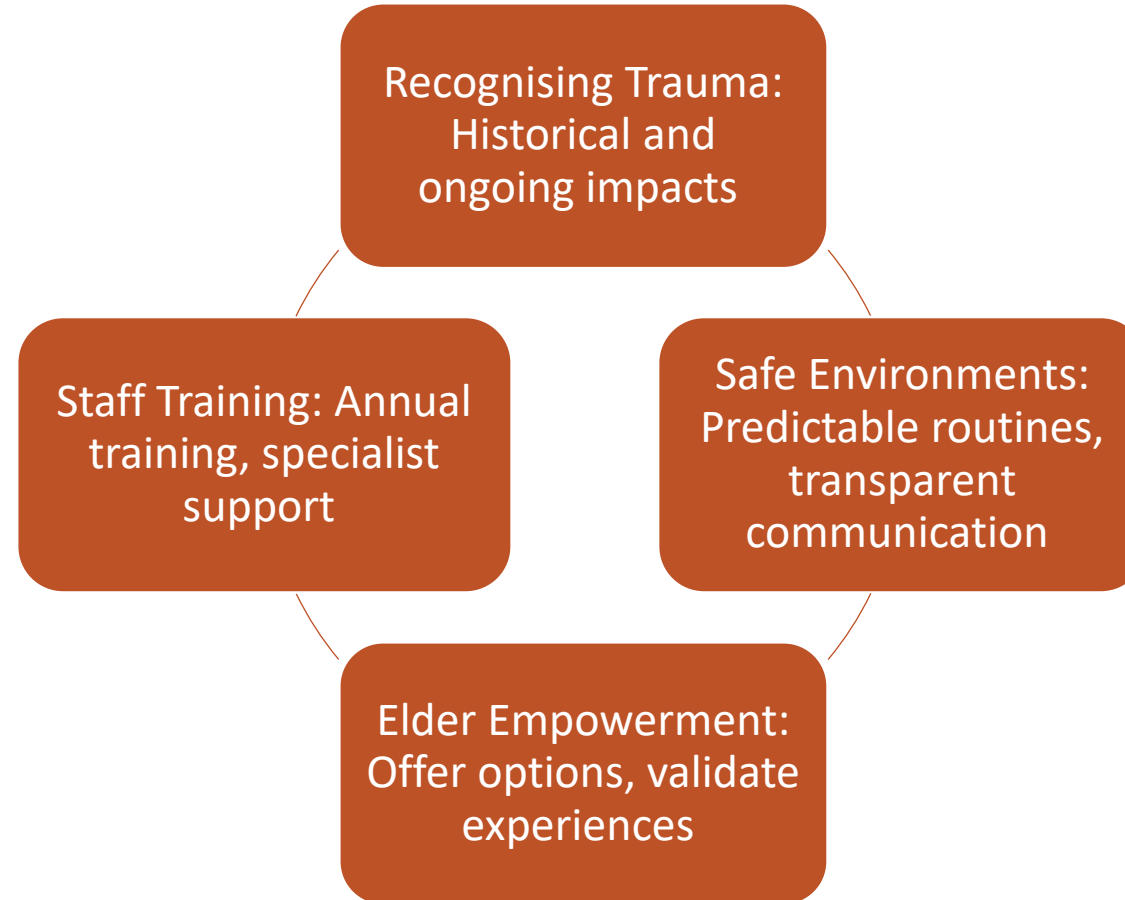 Recognising Trauma:
Historical and
ongoing impacts
Safe Environments:
Predictable routines,
transparent
communication
Elder Empowerment:
Offer options, validate
experiences
Staff Training: Annual
training, specialist
support